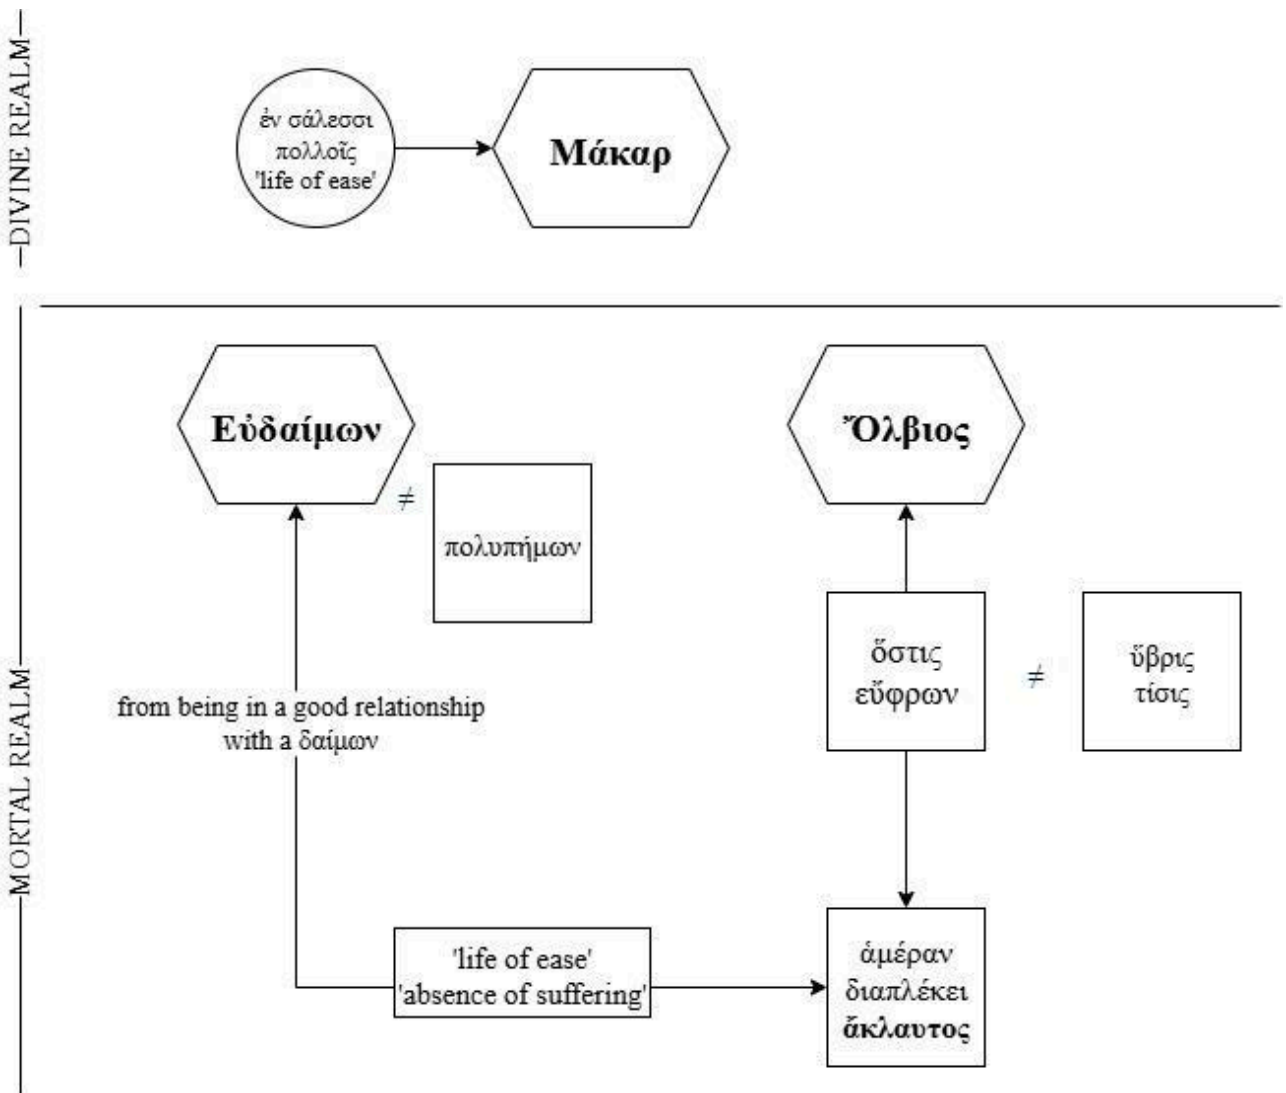 DIVINE REALM
ἐν σάλεσσι
πολλοῖς
'life of ease'
Μάκαρ
MORTAL REALM
Εὐδαίμων
≠
πολυπήμων
Ὄλβιος
ὅστις
εὔφρων
≠
ὕβρις
τίσις
from being in a good relationship
with a δαίμων
'life of ease'
'absence of suffering'
ἁμέραν
διαπλέκει
ἄκλαυτος